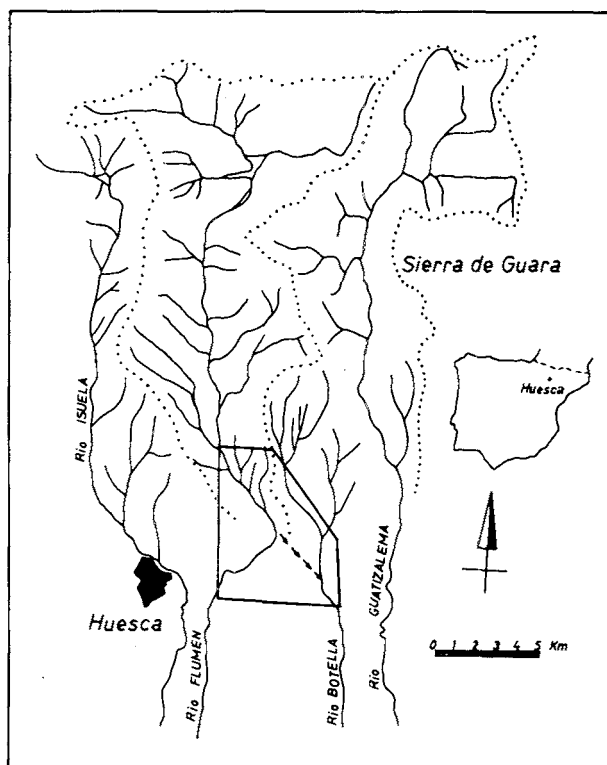 Sierra de Guara
Huesca
Rio ISUELA
GUATIZALEMA
Rio
Huesca
0 1 2 3 4 5 Km
Rio FLUMEN
Rio BOTELLA